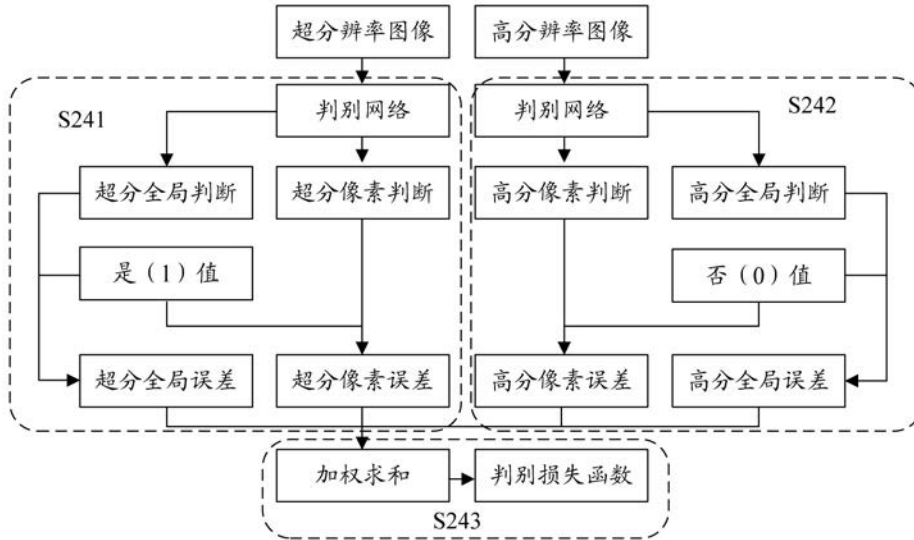 超分辨率图像
高分辨率图像
S241
判别网络
判别网络
S242
超分全局判断
超分像素判断
高分像素判断
高分全局判断
是（1）值
否（0）值
超分全局误差
超分像素误差
高分像素误差
高分全局误差
加权求和
判别损失函数
S243